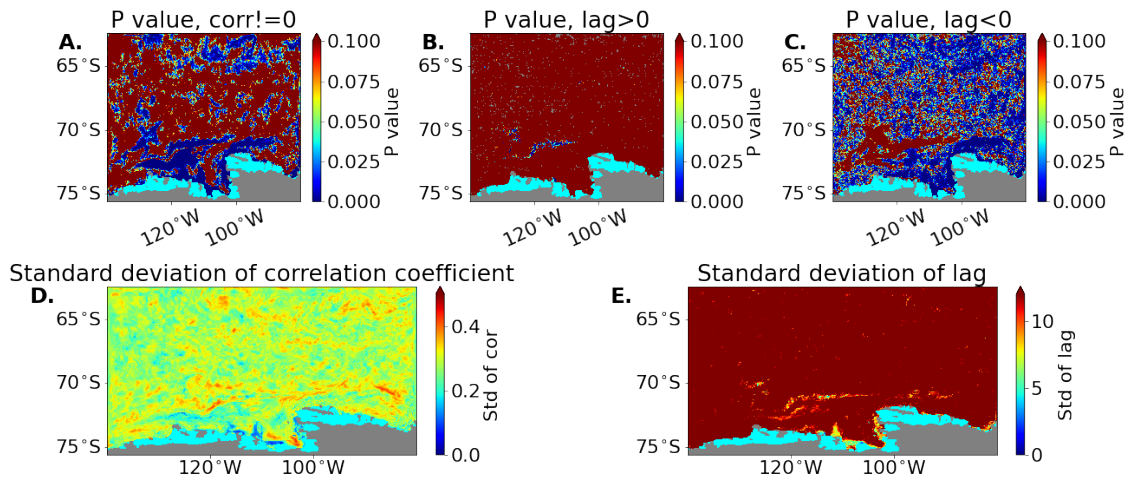 P value, corr!=0
A.
65°S
70°S
75°S
120°W
100°W
0.100
0.075
0.050
0.025
0.000
P value
P value, lag>0
B.
65°S
70°S
75°S
120°W
100°W
0.100
0.075
0.050
0.025
0.000
P value
P value, lag<0
C.
65°S
70°S
75°S
120°W
100°W
0.100
0.075
0.050
0.025
0.000
P value
Standard deviation of correlation coefficient
D.
65°S
70°S
75°S
120°W
100°W
0.4
0.2
0.0
Std of cor
Standard deviation of lag
E.
65°S
70°S
75°S
120°W
100°W
10
5
0
Std of lag